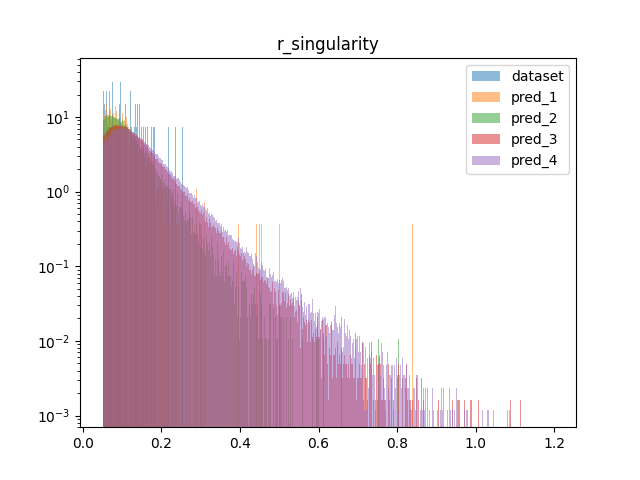 r_singularity
dataset
pred_1
pred_2
pred_3
pred_4
10¹
10⁰
10⁻¹
10⁻²
10⁻³
0.0 0.2 0.4 0.6 0.8 1.0 1.2